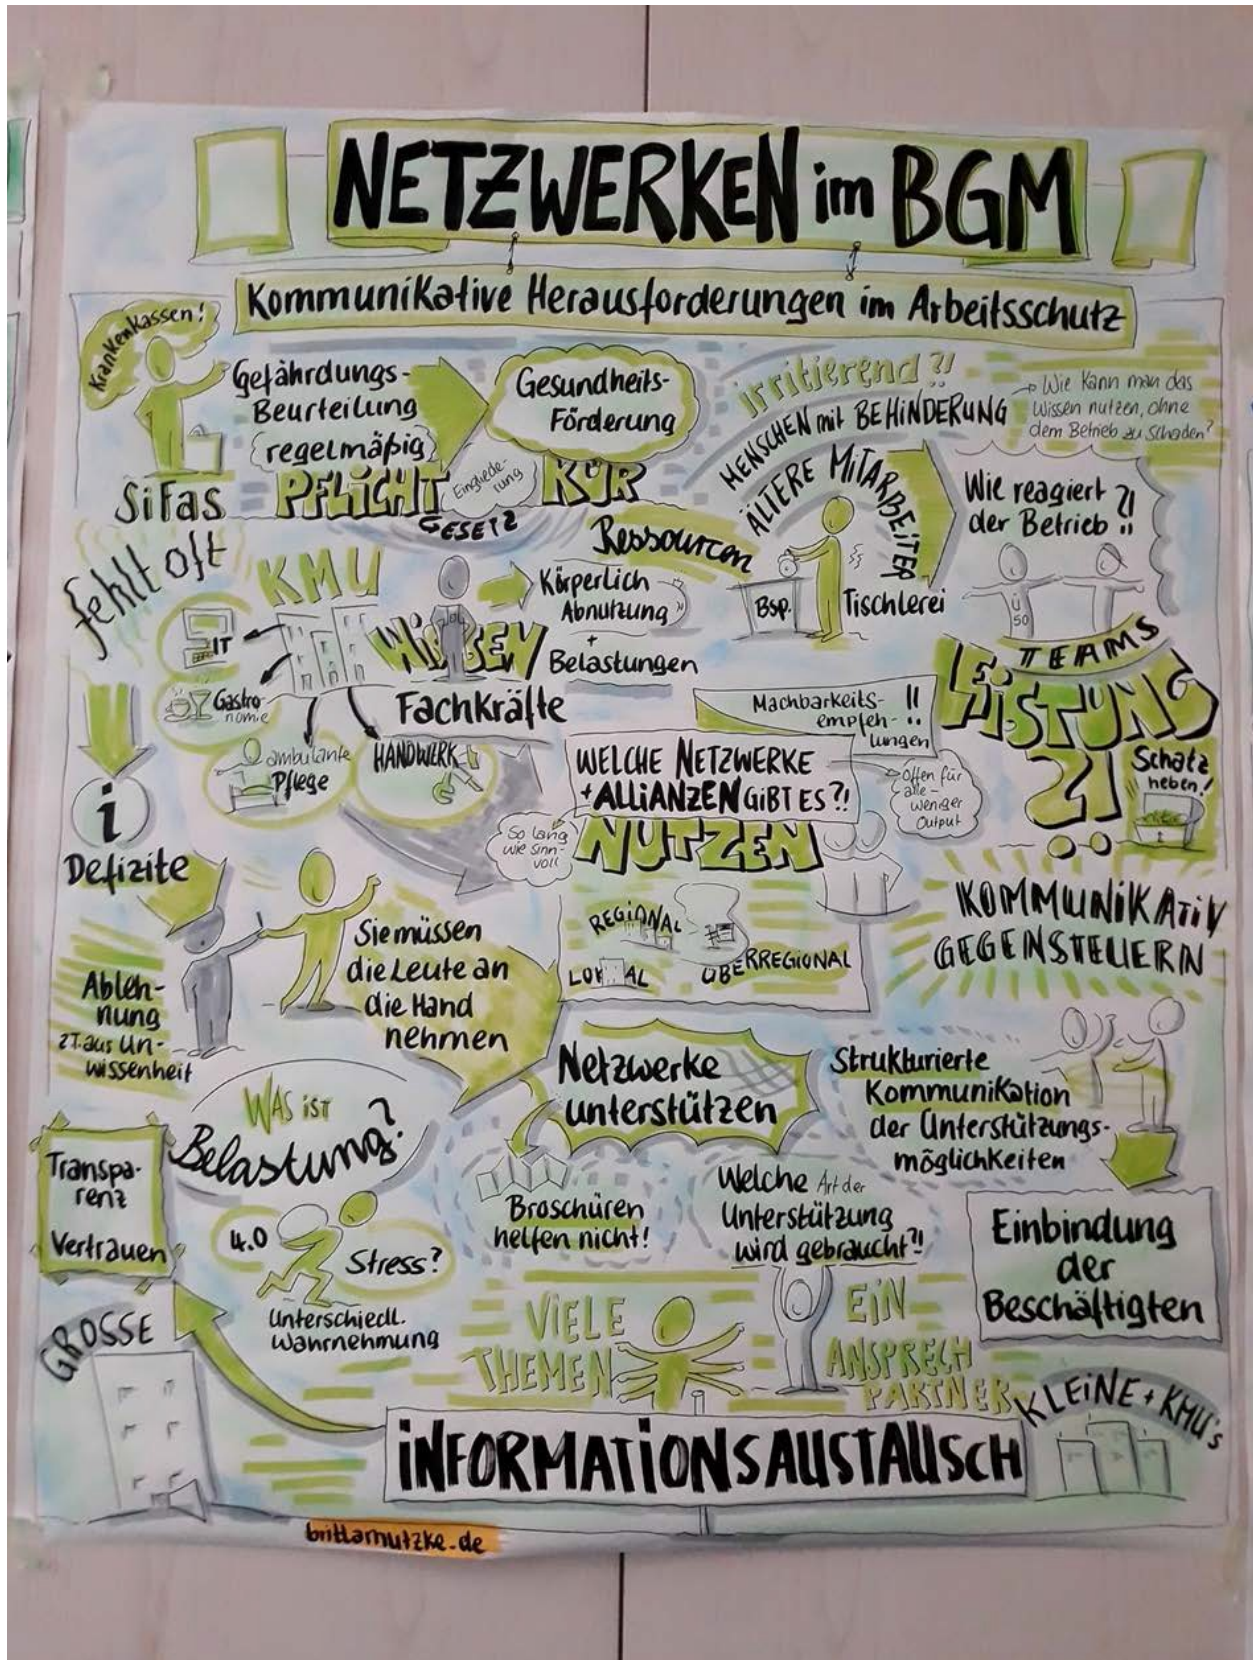 NETZWERKEN im BGM
Kommunikative Herausforderungen im Arbeitsschutz
Krankenkassen!
SiFas
Gefährdungs-
Beurteilung
regelmäßig
PFLICHT
Eingliede-
rung
GESETZ
Gesundheits-
Förderung
KÜR
irritierend?!
MENSCHEN mit BEHINDERUNG
ÄLTERE MITARBEITER
→ Wie kann man das
Wissen nutzen, ohne
dem Betrieb zu schaden?
Wie reagiert
der Betrieb?!
Ü
50
TEAMS
LEISTUNG
21
Schatz
heben!
Ressourcen
Bsp.
Tischlerei
fehlt oft
KMU
IT
Gastro-
nomie
ambulante
Pflege
HANDWERK
WISSEN
Fachkräfte
Körperlich
Abnutzung
+
Belastungen
Machbarkeits-
empfeh-
lungen
!!
WELCHE NETZWERKE
+ ALLIANZEN GIBT ES?!
NUTZEN
So lang
wie sinn-
voll
Offen für
alle -
weniger
Output
REGIONAL
LOKAL
ÜBERREGIONAL
i
Defizite
Ableh-
nung
z.T. aus Un-
wissenheit
Sie müssen
die Leute an
die Hand
nehmen
KOMMUNIKATIV
GEGENSTEUERN
Netzwerke
unterstützen
Strukturierte
Kommunikation
der Unterstützungs-
möglichkeiten
WAS iST
Belastung?
Transpa-
renz
Vertrauen
4.0
Stress?
Unterschiedl.
Wahrnehmung
Broschüren
helfen nicht!
Welche Art der
Unterstützung
wird gebraucht?!
Einbindung
der
Beschäftigten
VIELE
THEMEN
EIN
ANSPRECH
PARTNER
GROSSE
KLEINE + KMU's
INFORMATIONSAUSTAUSCH
brittamutzke.de